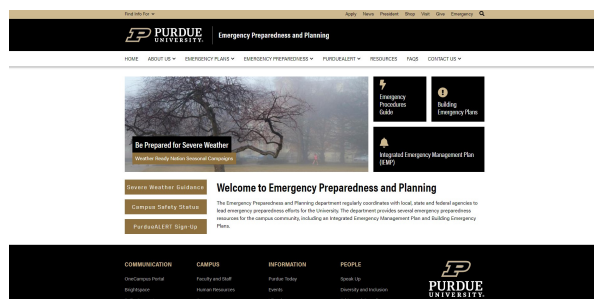 Find Info For
Apply News President Shop Visit Give Emergency
PURDUE
UNIVERSITY.
Emergency Preparedness and Planning
HOME ABOUT US EMERGENCY PLANS EMERGENCY PREPAREDNESS PURDUEALERT RESOURCES FAQS CONTACT US
Be Prepared for Severe Weather
Weather Ready Nation Seasonal Campaigns
Emergency
Procedures
Guide
Building
Emergency Plans
Integrated Emergency Management Plan
(IEMP)
Severe Weather Guidance
Campus Safety Status
PurdueALERT Sign-Up
Welcome to Emergency Preparedness and Planning
The Emergency Preparedness and Planning department regularly coordinates with local, state and federal agencies to
lead emergency preparedness efforts for the University. The department provides several emergency preparedness
resources for the campus community, including an Integrated Emergency Management Plan and Building Emergency
Plans.
COMMUNICATION CAMPUS INFORMATION PEOPLE
OneCampus Portal Faculty and Staff Purdue Today Speak Up
Brightspace Human Resources Events Diversity and Inclusion
PURDUE
UNIVERSITY